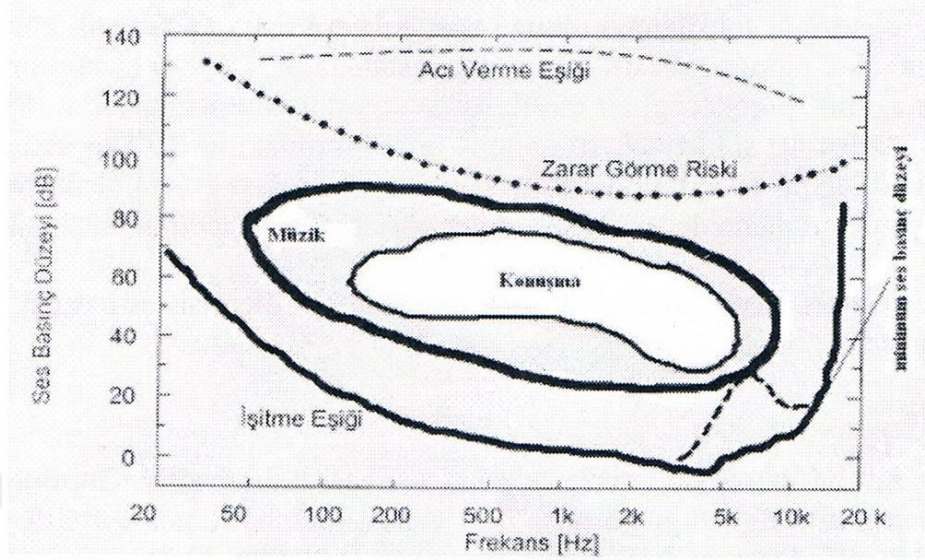 140
120
100
80
60
40
20
0
Ses Basınç Düzeyi [dB]
Acı Verme Eşiği
Zarar Görme Riski
Müzik
Konuşma
İşitme Eşiği
minimum ses basınç düzeyi
20 50 100 200 500 1k 2k 5k 10k 20 k
Frekans [Hz]